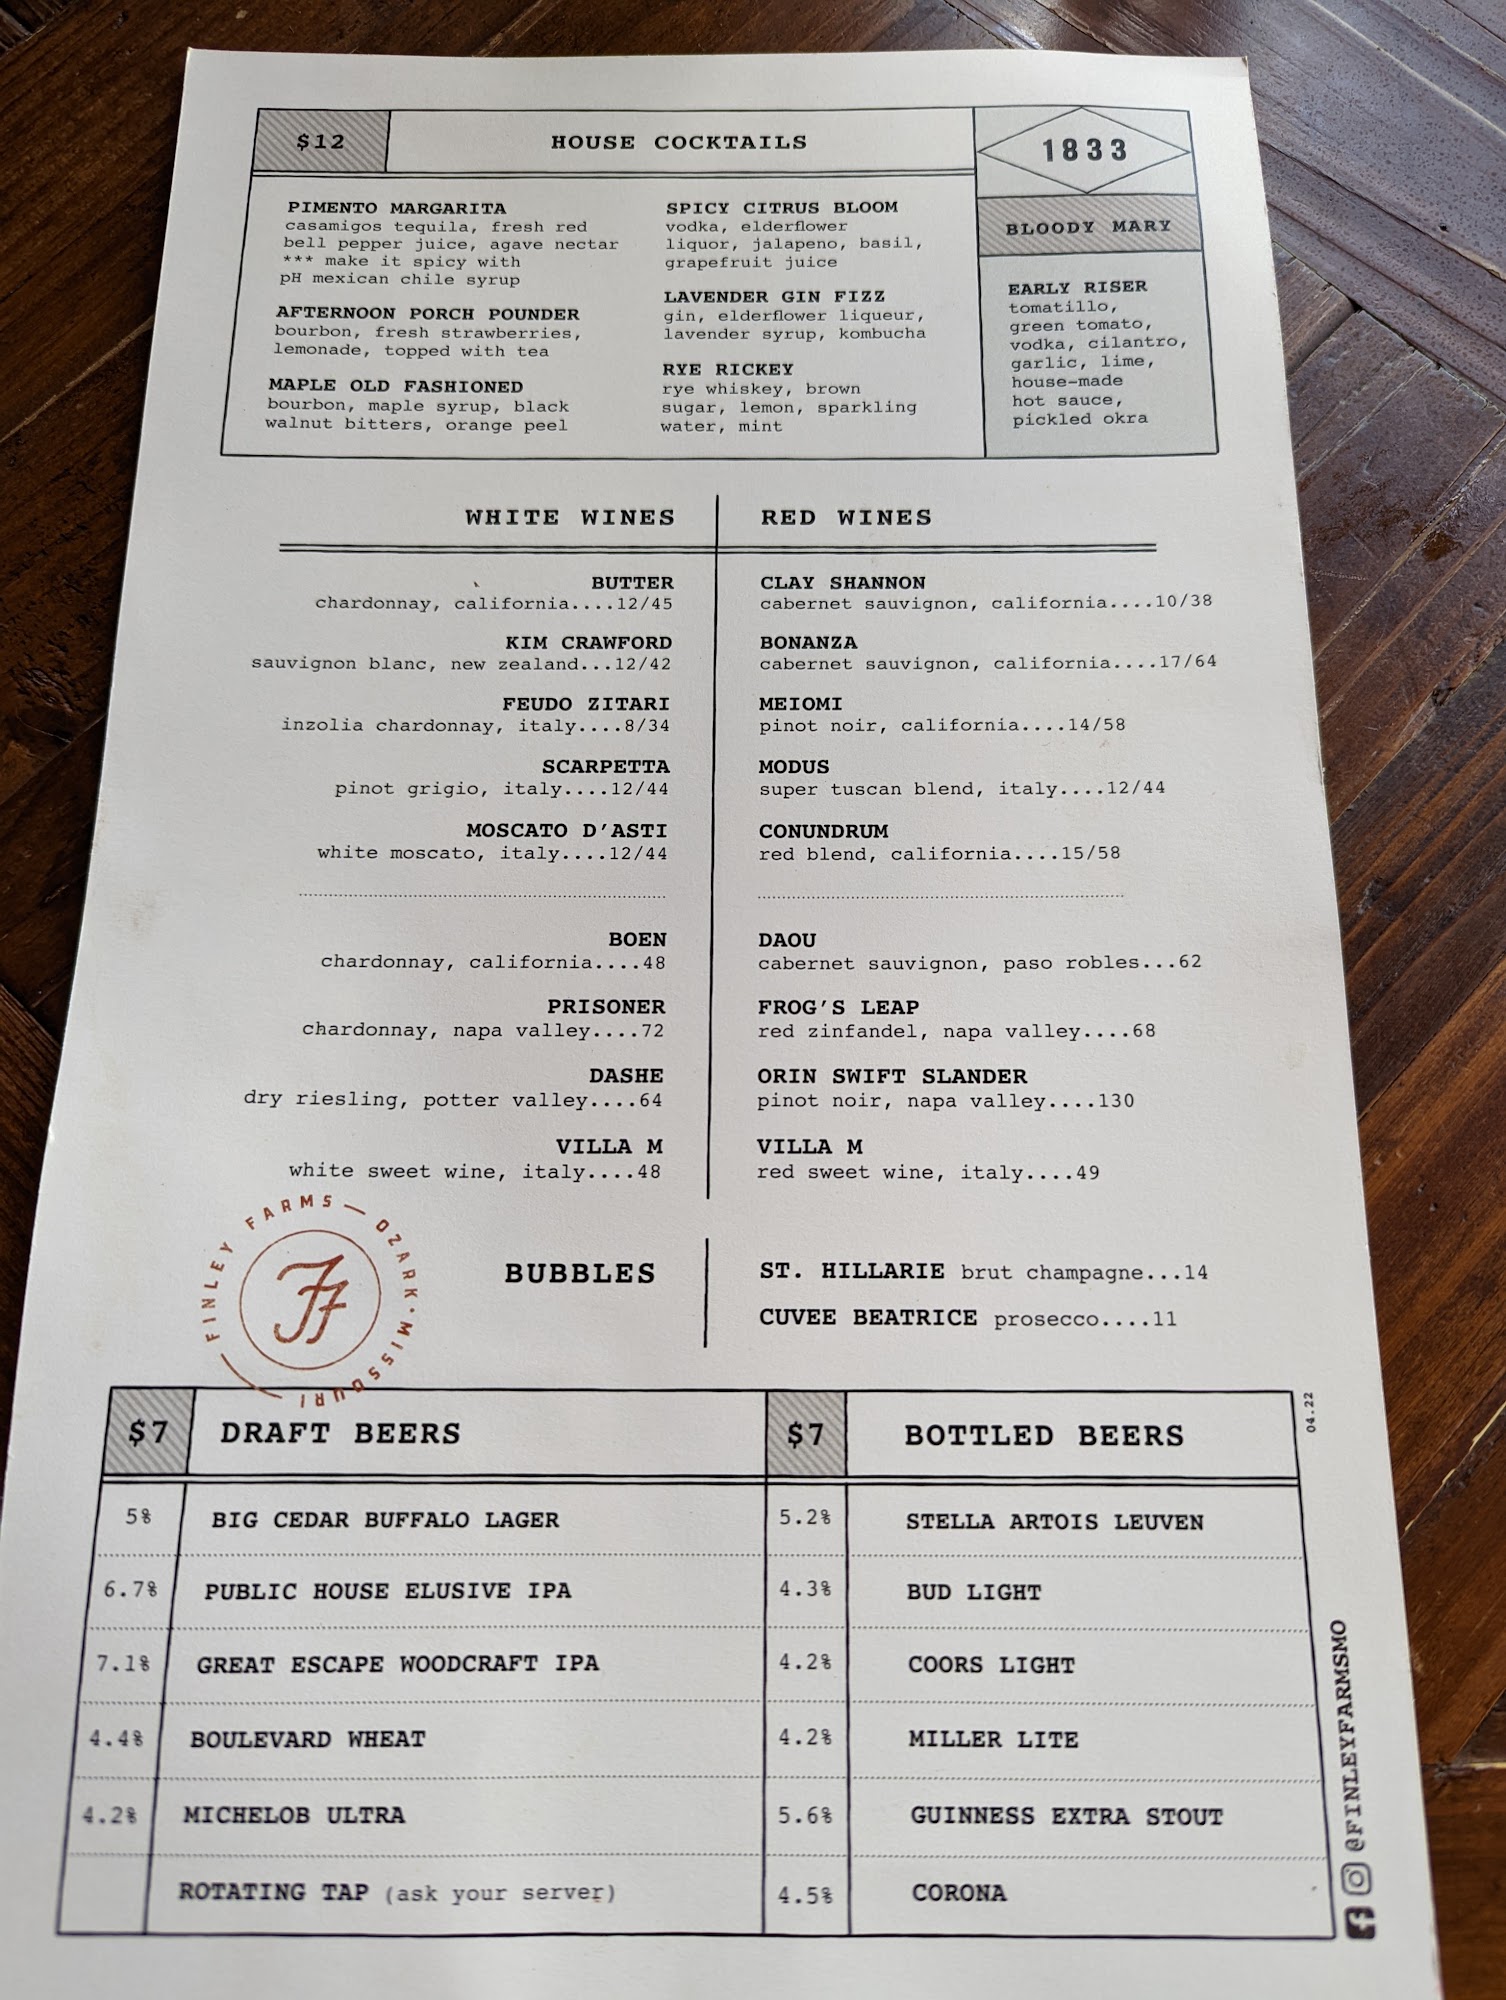 $12
HOUSE COCKTAILS
PIMENTO MARGARITA
casamigos tequila, fresh red
bell pepper juice, agave nectar
*** make it spicy with
pH mexican chile syrup
AFTERNOON PORCH POUNDER
bourbon, fresh strawberries,
lemonade, topped with tea
MAPLE OLD FASHIONED
bourbon, maple syrup, black
walnut bitters, orange peel
SPICY CITRUS BLOOM
vodka, elderflower
liquor, jalapeno, basil,
grapefruit juice
LAVENDER GIN FIZZ
gin, elderflower liqueur,
lavender syrup, kombucha
RYE RICKEY
rye whiskey, brown
sugar, lemon, sparkling
water, mint
1833
BLOODY MARY
EARLY RISER
tomatillo,
green tomato,
vodka, cilantro,
garlic, lime,
house-made
hot sauce,
pickled okra
WHITE WINES
BUTTER
chardonnay, california....12/45
KIM CRAWFORD
sauvignon blanc, new zealand...12/42
FEUDO ZITARI
inzolia chardonnay, italy....8/34
SCARPETTA
pinot grigio, italy....12/44
MOSCATO D'ASTI
white moscato, italy....12/44
BOEN
chardonnay, california....48
PRISONER
chardonnay, napa valley....72
DASHE
dry riesling, potter valley....64
VILLA M
white sweet wine, italy....48
RED WINES
CLAY SHANNON
cabernet sauvignon, california....10/38
BONANZA
cabernet sauvignon, california....17/64
MEIOMI
pinot noir, california....14/58
MODUS
super tuscan blend, italy....12/44
CONUNDRUM
red blend, california....15/58
DAOU
cabernet sauvignon, paso robles...62
FROG'S LEAP
red zinfandel, napa valley....68
ORIN SWIFT SLANDER
pinot noir, napa valley....130
VILLA M
red sweet wine, italy....49
FINLEY FARMS — OZARK · MISSOURI —
FF
BUBBLES
ST. HILLARIE brut champagne...14
CUVEE BEATRICE prosecco....11
$7 DRAFT BEERS
5% BIG CEDAR BUFFALO LAGER
6.7% PUBLIC HOUSE ELUSIVE IPA
7.1% GREAT ESCAPE WOODCRAFT IPA
4.4% BOULEVARD WHEAT
4.2% MICHELOB ULTRA
ROTATING TAP (ask your server)
$7 BOTTLED BEERS
5.2% STELLA ARTOIS LEUVEN
4.3% BUD LIGHT
4.2% COORS LIGHT
4.2% MILLER LITE
5.6% GUINNESS EXTRA STOUT
4.5% CORONA
04.22
@FINLEYFARMSMO